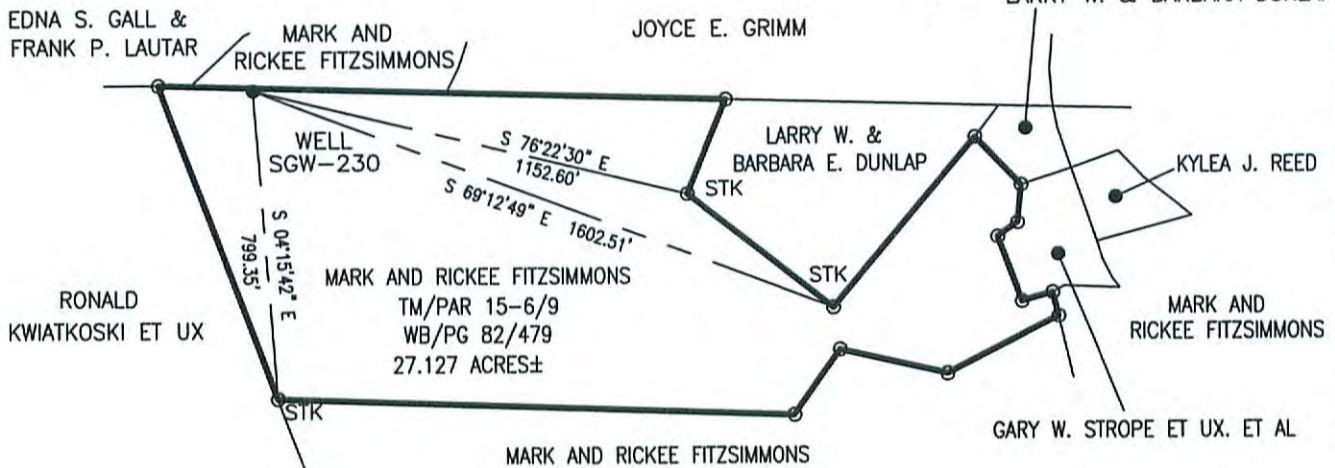 LARRY W. & BARBARA DUNLAP
EDNA S. GALL &
FRANK P. LAUTAR
MARK AND
RICKEE FITZSIMMONS
JOYCE E. GRIMM
WELL
SGW-230
S 76°22'30" E
1152.60'
S 69°12'49" E 1602.51'
S 04°15'42" E
799.35'
STK
LARRY W. &
BARBARA E. DUNLAP
KYLEA J. REED
STK
MARK AND RICKEE FITZSIMMONS
TM/PAR 15-6/9
WB/PG 82/479
27.127 ACRES±
RONALD
KWIATKOSKI ET UX
MARK AND
RICKEE FITZSIMMONS
STK
GARY W. STROPE ET UX. ET AL
MARK AND RICKEE FITZSIMMONS